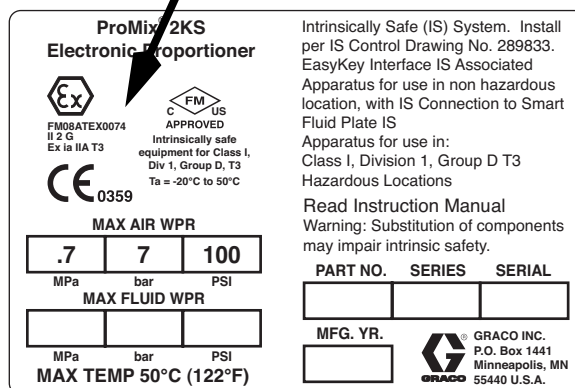 ProMix® 2KS
Electronic Proportioner
FM08ATEX0074
II 2 G
Ex ia IIA T3
CE 0359
FM
C US
APPROVED
Intrinsically safe
equipment for Class I,
Div 1, Group D, T3
Ta = -20°C to 50°C
MAX AIR WPR
.7 7 100
MPa bar PSI
MAX FLUID WPR
MPa bar PSI
MAX TEMP 50°C (122°F)
Intrinsically Safe (IS) System. Install
per IS Control Drawing No. 289833.
EasyKey Interface IS Associated
Apparatus for use in non hazardous
location, with IS Connection to Smart
Fluid Plate IS
Apparatus for use in:
Class I, Division 1, Group D T3
Hazardous Locations
Read Instruction Manual
Warning: Substitution of components
may impair intrinsic safety.
PART NO. SERIES SERIAL
MFG. YR.
GRACO
GRACO INC.
P.O. Box 1441
Minneapolis, MN
55440 U.S.A.